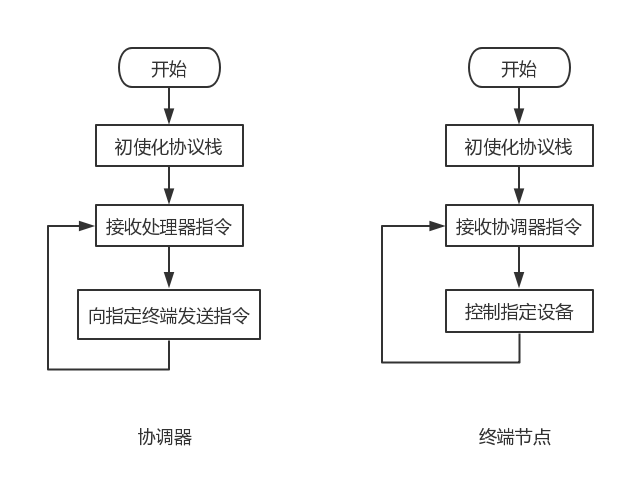 开始
初使化协议栈
接收处理器指令
向指定终端发送指令
协调器
开始
初使化协议栈
接收协调器指令
控制指定设备
终端节点